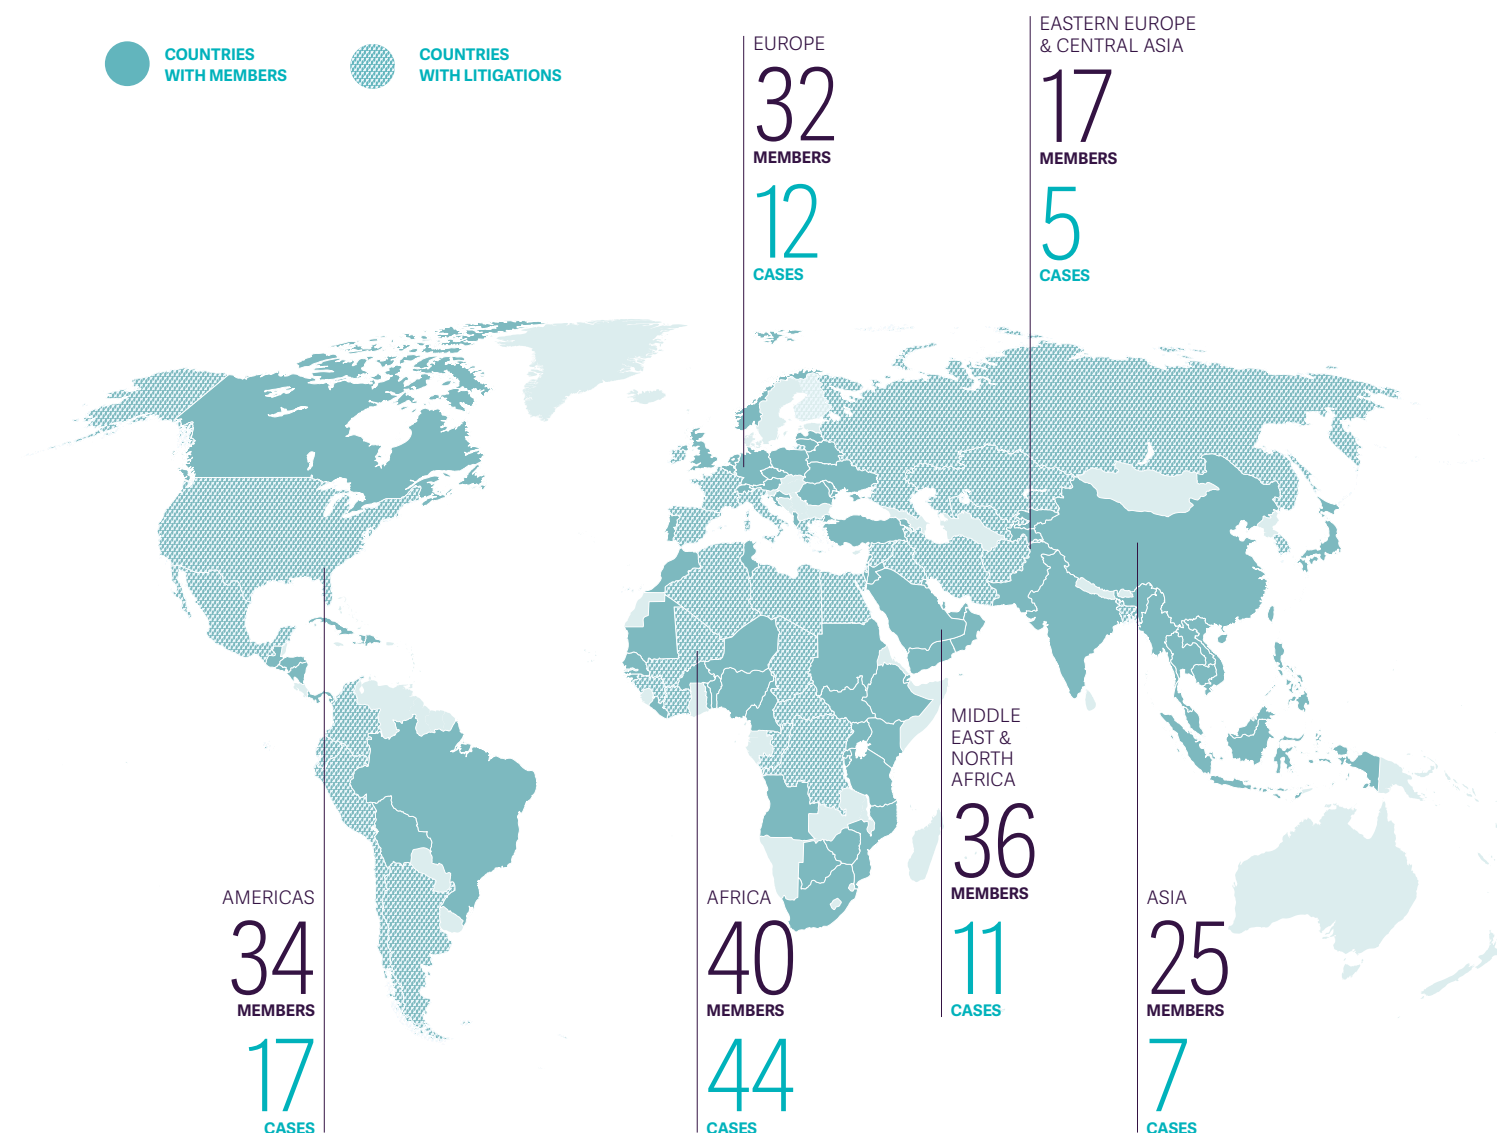 COUNTRIES
WITH MEMBERS
COUNTRIES
WITH LITIGATIONS
EUROPE
32
MEMBERS
12
CASES
EASTERN EUROPE
& CENTRAL ASIA
17
MEMBERS
5
CASES
AMERICAS
34
MEMBERS
17
CASES
AFRICA
40
MEMBERS
44
CASES
MIDDLE
EAST &
NORTH
AFRICA
36
MEMBERS
11
CASES
ASIA
25
MEMBERS
7
CASES